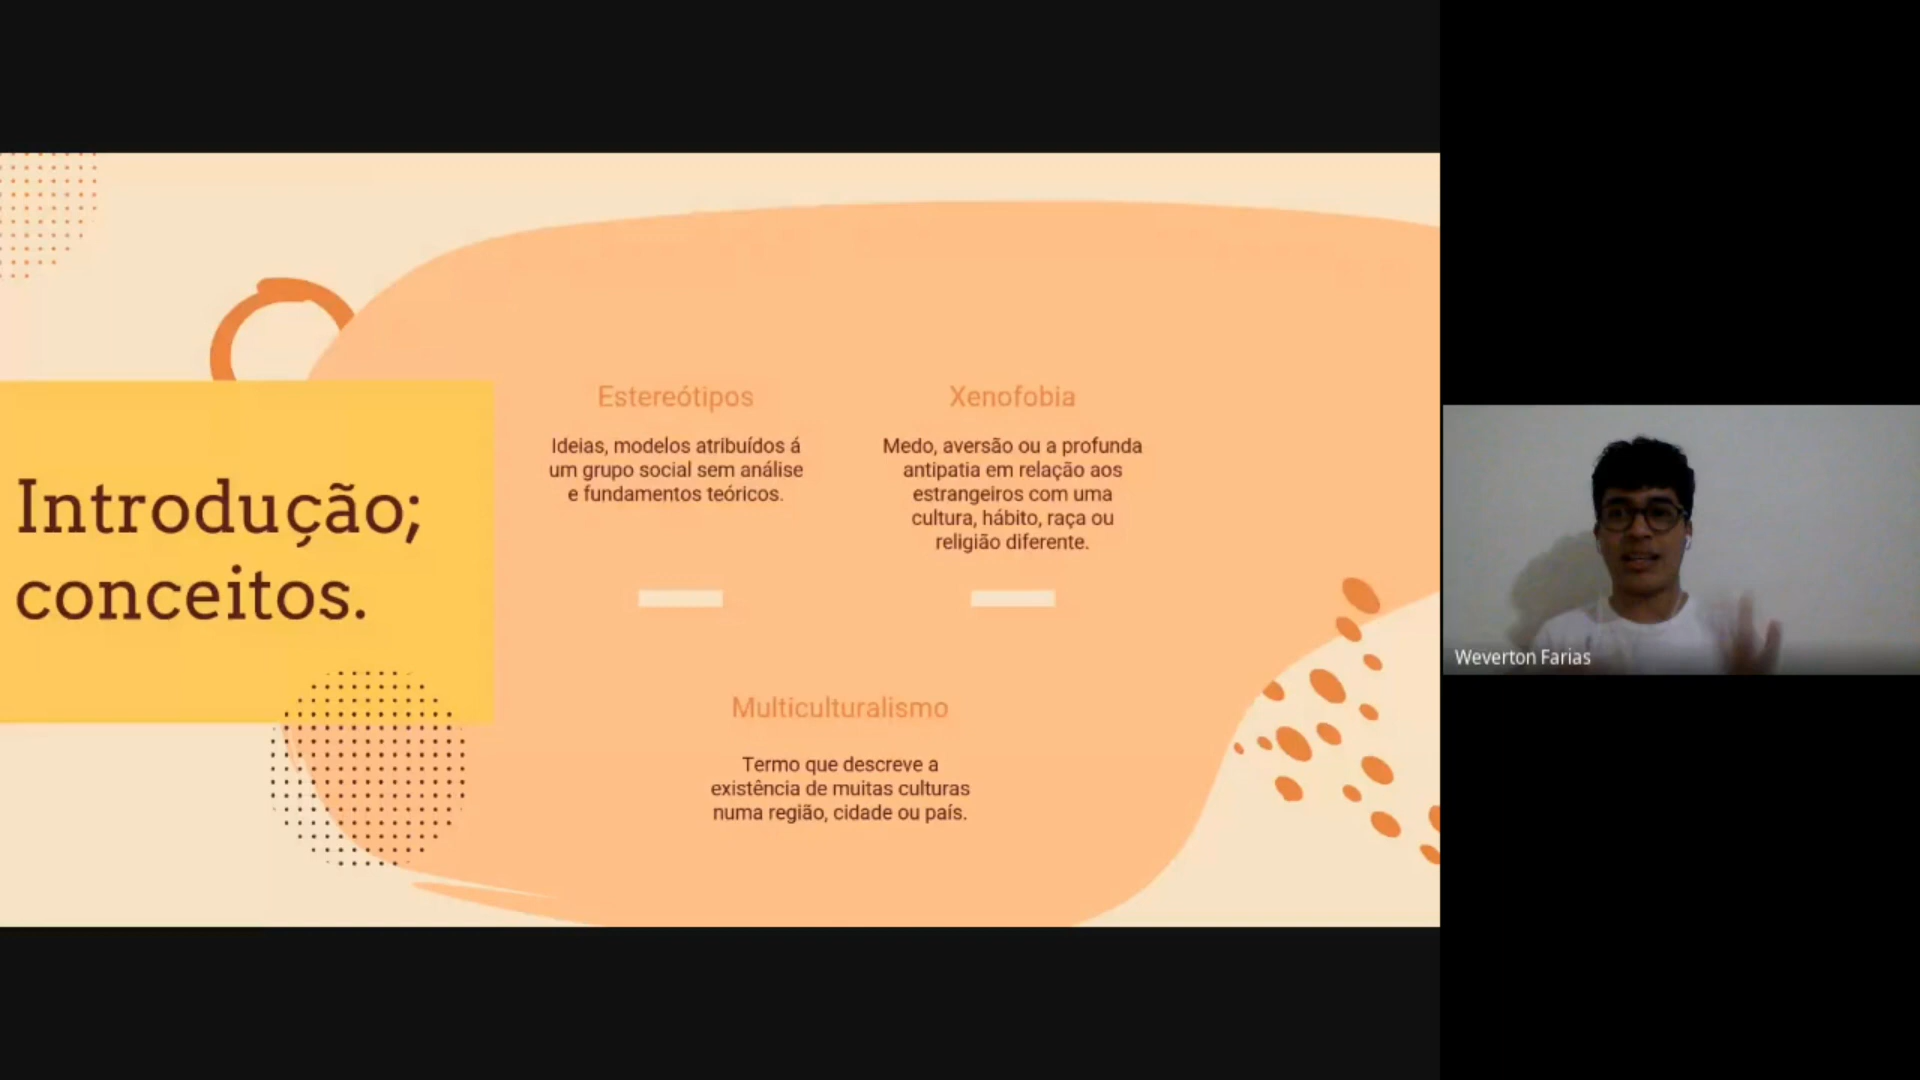 Introdução;
conceitos.
Estereótipos
Ideias, modelos atribuídos á
um grupo social sem análise
e fundamentos teóricos.
Xenofobia
Medo, aversão ou a profunda
antipatia em relação aos
estrangeiros com uma
cultura, hábito, raça ou
religião diferente.
Multiculturalismo
Termo que descreve a
existência de muitas culturas
numa região, cidade ou país.
Weverton Farias